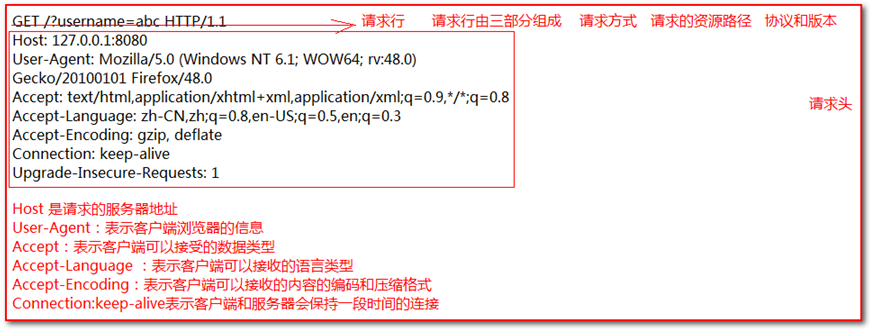 GET /?username=abc HTTP/1.1 请求行 请求行由三部分组成 请求方式 请求的资源路径 协议和版本
Host: 127.0.0.1:8080
User-Agent: Mozilla/5.0 (Windows NT 6.1; WOW64; rv:48.0)
Gecko/20100101 Firefox/48.0
Accept: text/html,application/xhtml+xml,application/xml;q=0.9,*/*;q=0.8
请求头
Accept-Language: zh-CN,zh;q=0.8,en-US;q=0.5,en;q=0.3
Accept-Encoding: gzip, deflate
Connection: keep-alive
Upgrade-Insecure-Requests: 1
Host 是请求的服务器地址
User-Agent：表示客户端浏览器的信息
Accept：表示客户端可以接受的数据类型
Accept-Language ：表示客户端可以接收的语言类型
Accept-Encoding：表示客户端可以接收的内容的编码和压缩格式
Connection:keep-alive表示客户端和服务器会保持一段时间的连接